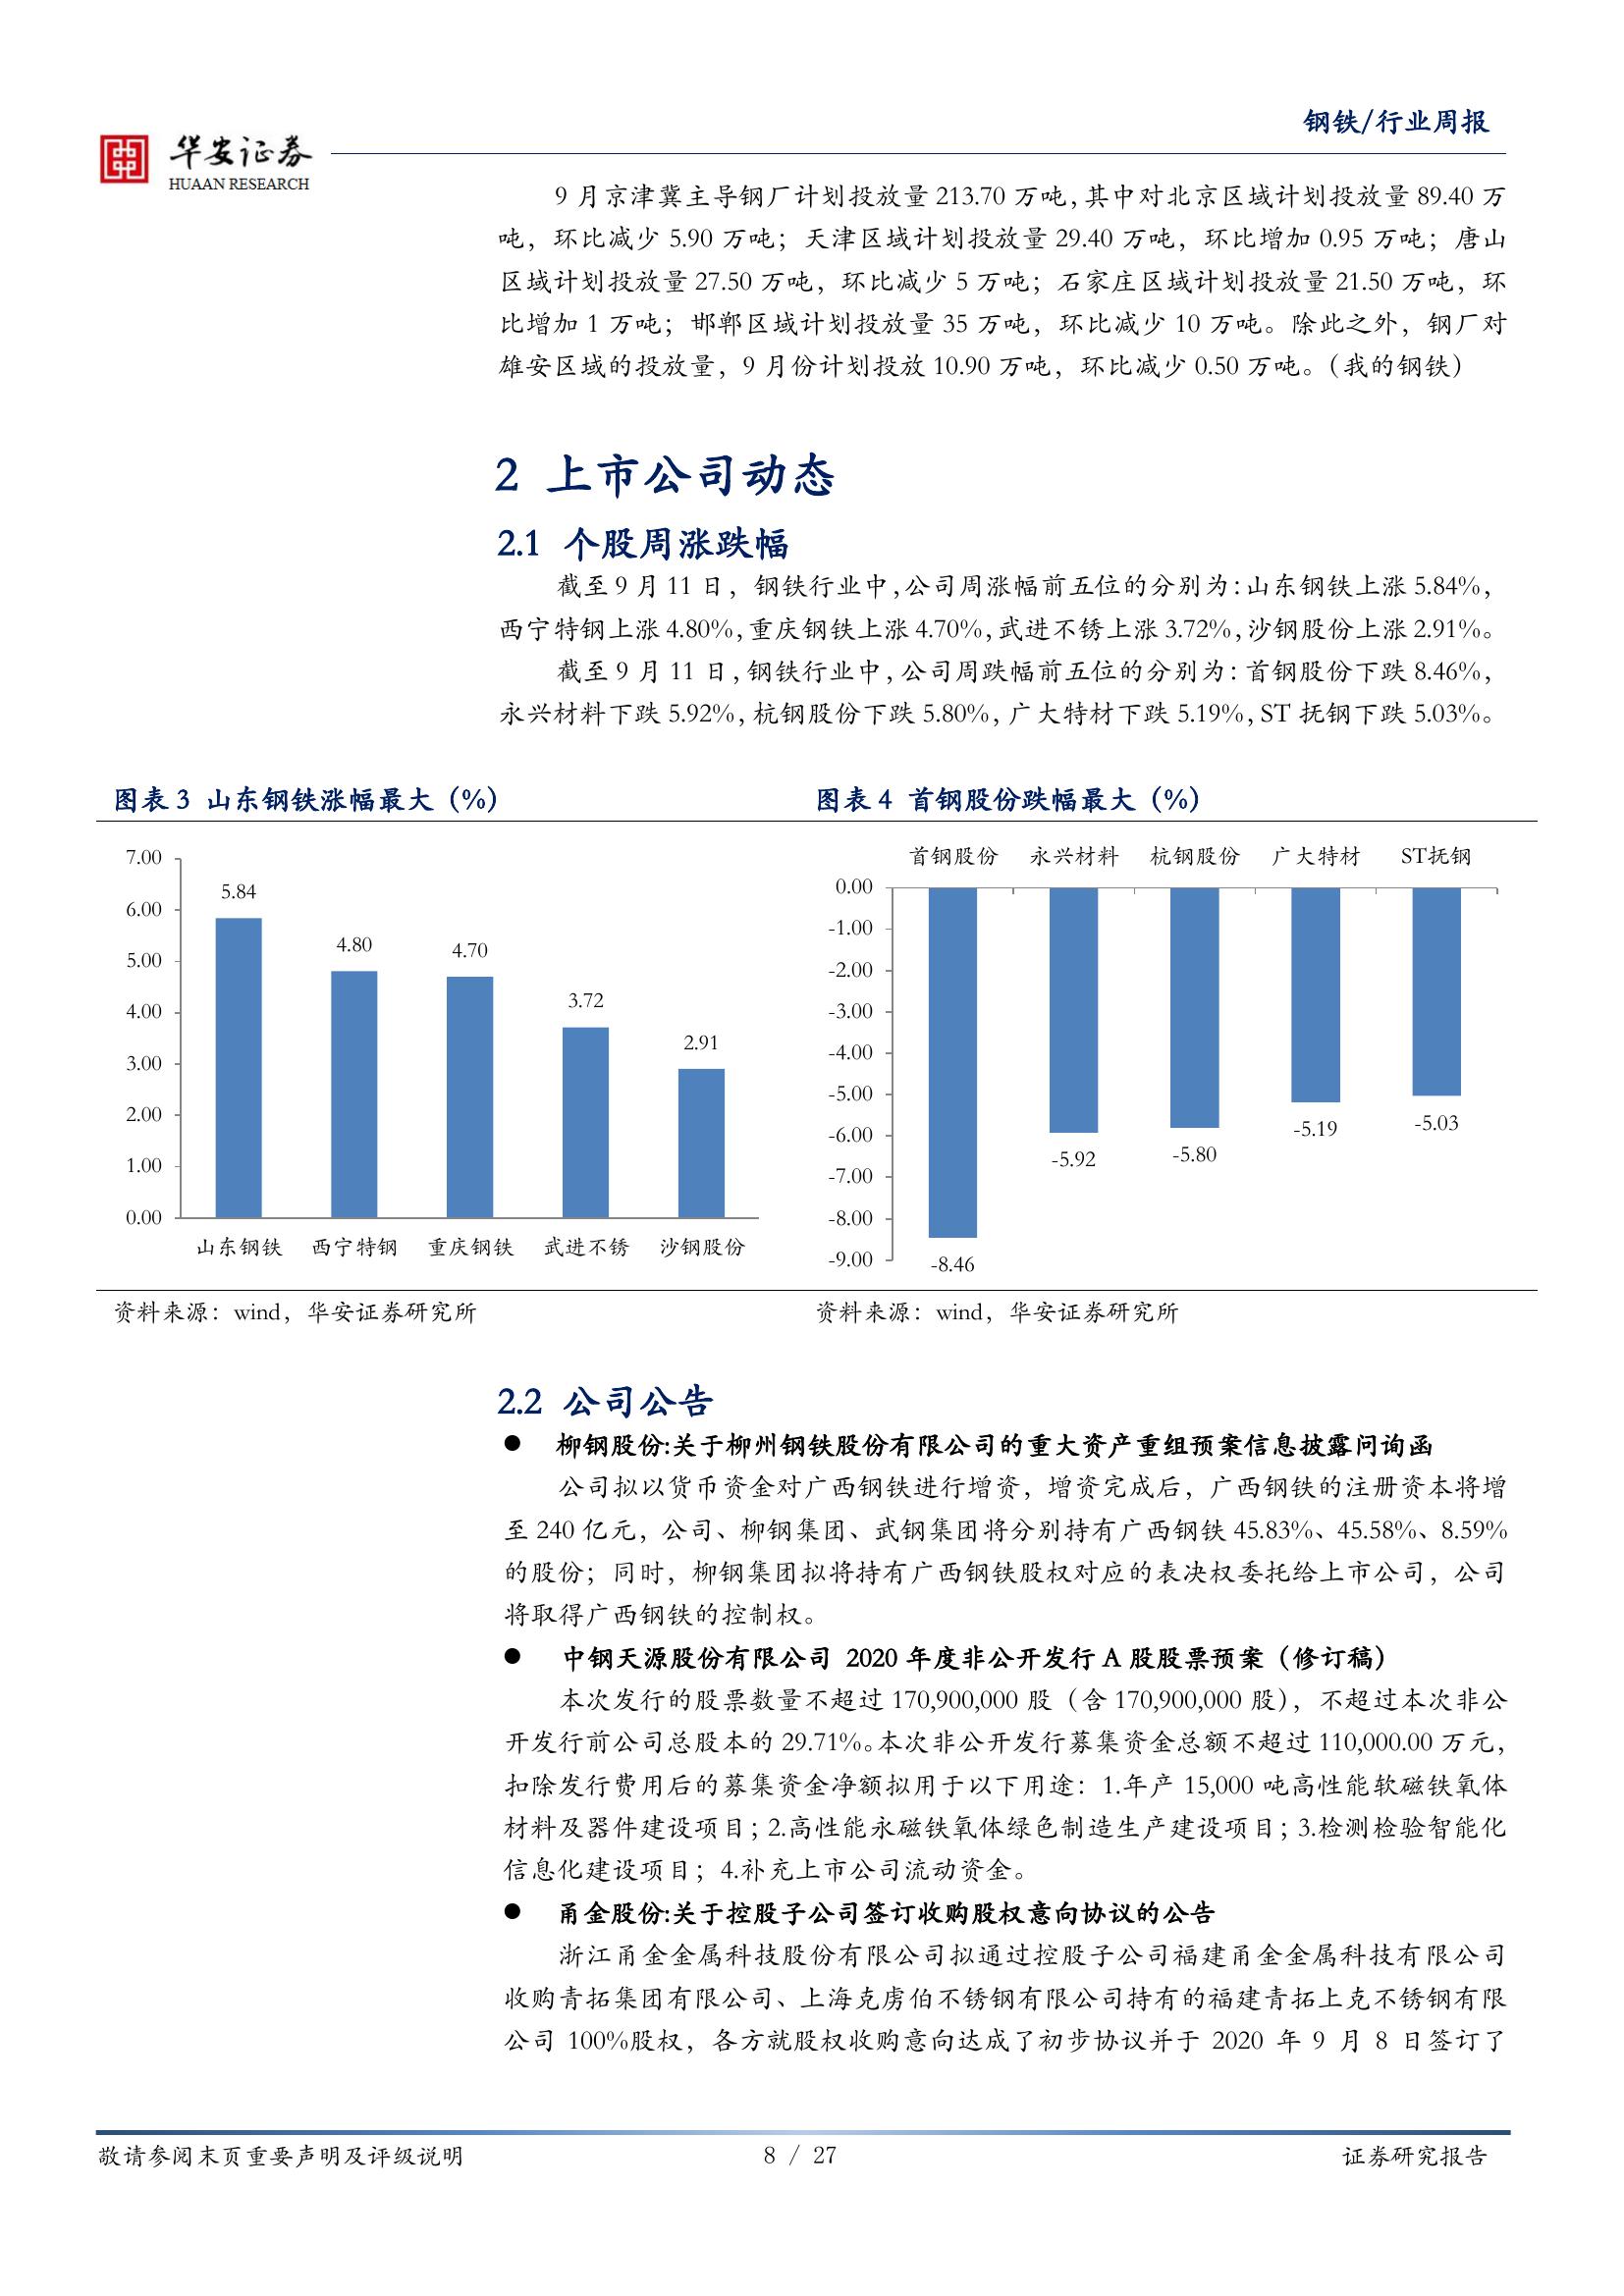 钢铁/行业周报
华安证券
HUAAN RESEARCH
9 月京津冀主导钢厂计划投放量 213.70 万吨，其中对北京区域计划投放量 89.40 万
吨，环比减少 5.90 万吨；天津区域计划投放量 29.40 万吨，环比增加 0.95 万吨；唐山
区域计划投放量 27.50 万吨，环比减少 5 万吨；石家庄区域计划投放量 21.50 万吨，环
比增加 1 万吨；邯郸区域计划投放量 35 万吨，环比减少 10 万吨。除此之外，钢厂对
雄安区域的投放量，9 月份计划投放 10.90 万吨，环比减少 0.50 万吨。（我的钢铁）
2 上市公司动态
2.1 个股周涨跌幅
截至 9 月 11 日，钢铁行业中，公司周涨幅前五位的分别为：山东钢铁上涨 5.84%，
西宁特钢上涨 4.80%，重庆钢铁上涨 4.70%，武进不锈上涨 3.72%，沙钢股份上涨 2.91%。
截至 9 月 11 日，钢铁行业中，公司周跌幅前五位的分别为：首钢股份下跌 8.46%，
永兴材料下跌 5.92%，杭钢股份下跌 5.80%，广大特材下跌 5.19%，ST 抚钢下跌 5.03%。
图表 3 山东钢铁涨幅最大（%）
7.00
6.00
5.00
4.00
3.00
2.00
1.00
0.00
5.84
4.80
4.70
3.72
2.91
山东钢铁 西宁特钢 重庆钢铁 武进不锈 沙钢股份
资料来源：wind，华安证券研究所
图表 4 首钢股份跌幅最大（%）
首钢股份 永兴材料 杭钢股份 广大特材 ST抚钢
0.00
-1.00
-2.00
-3.00
-4.00
-5.00
-6.00
-7.00
-8.00
-9.00
-8.46
-5.92
-5.80
-5.19
-5.03
资料来源：wind，华安证券研究所
2.2 公司公告
● 柳钢股份:关于柳州钢铁股份有限公司的重大资产重组预案信息披露问询函
公司拟以货币资金对广西钢铁进行增资，增资完成后，广西钢铁的注册资本将增
至 240 亿元，公司、柳钢集团、武钢集团将分别持有广西钢铁 45.83%、45.58%、8.59%
的股份；同时，柳钢集团拟将持有广西钢铁股权对应的表决权委托给上市公司，公司
将取得广西钢铁的控制权。
● 中钢天源股份有限公司 2020 年度非公开发行 A 股股票预案（修订稿）
本次发行的股票数量不超过 170,900,000 股（含 170,900,000 股），不超过本次非公
开发行前公司总股本的 29.71%。本次非公开发行募集资金总额不超过 110,000.00 万元，
扣除发行费用后的募集资金净额拟用于以下用途：1.年产 15,000 吨高性能软磁铁氧体
材料及器件建设项目；2.高性能永磁铁氧体绿色制造生产建设项目；3.检测检验智能化
信息化建设项目；4.补充上市公司流动资金。
● 甬金股份:关于控股子公司签订收购股权意向协议的公告
浙江甬金金属科技股份有限公司拟通过控股子公司福建甬金金属科技有限公司
收购青拓集团有限公司、上海克虏伯不锈钢有限公司持有的福建青拓上克不锈钢有限
公司 100%股权，各方就股权收购意向达成了初步协议并于 2020 年 9 月 8 日签订了
敬请参阅末页重要声明及评级说明
8 / 27
证券研究报告